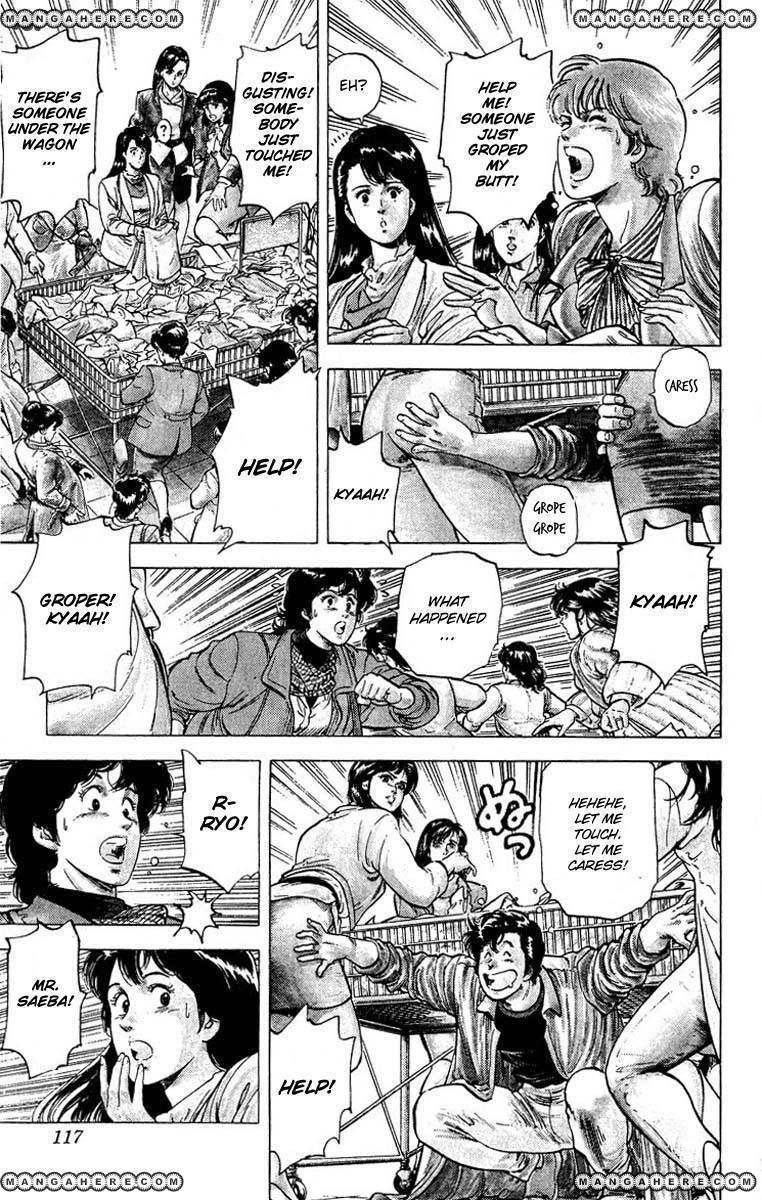 MANGAHERE.COM
MANGAHERE.COM
HELP
ME!
SOMEONE
JUST
GROPED
MY
BUTT!
EH?
DIS-
GUSTING!
SOME-
BODY
JUST
TOUCHED
ME!
?
THERE'S
SOMEONE
UNDER THE
WAGON
...
HELP!
CARESS
GROPE
GROPE
KYAAH!
KYAAH!
WHAT
HAPPENED
...
GROPER!
KYAAH!
HEHEHE,
LET ME
TOUCH.
LET ME
CARESS!
ぬっ
HELP!
R-
RYO!
MR.
SAEBA!
117
MANGAHERE.COM
MANGAHERE.COM